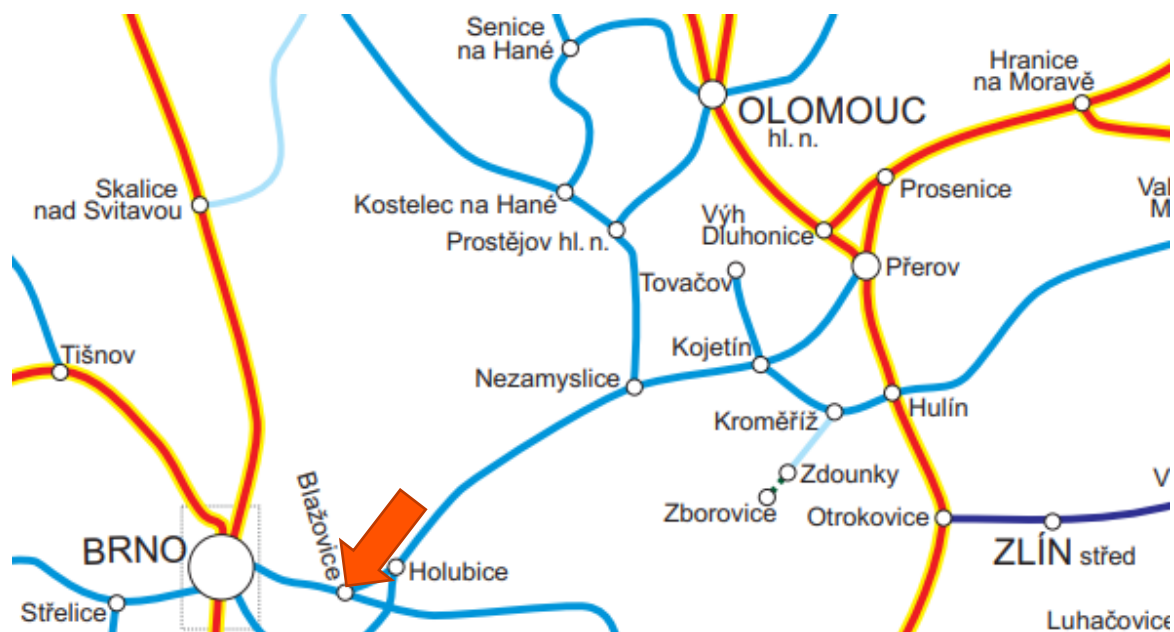 Senice
na Hané
OLOMOUC
hl. n.
Hranice
na Moravě
Skalice
nad Svitavou
Kostelec na Hané
Prostějov hl. n.
Výh
Dluhonice
Prosenice
Val
M
Tovačov
Přerov
Tišnov
Kojetín
Nezamyslice
Kroměříž
Hulín
Blažovice
Zdounky
Zborovice
Otrokovice
V
BRNO
Holubice
ZLÍN střed
Střelice
Luhačovice